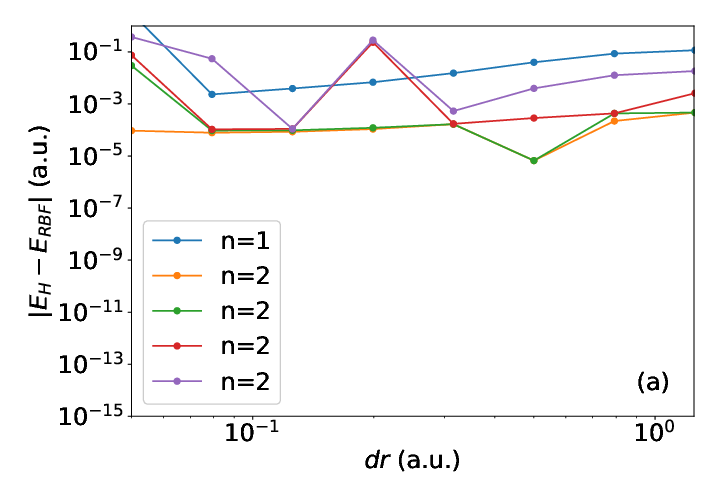 10⁻¹
10⁻³
10⁻⁵
10⁻⁷
10⁻⁹
10⁻¹¹
10⁻¹³
10⁻¹⁵
|E_H − E_RBF| (a.u.)
n=1
n=2
n=2
n=2
n=2
(a)
10⁻¹ 10⁰
dr (a.u.)